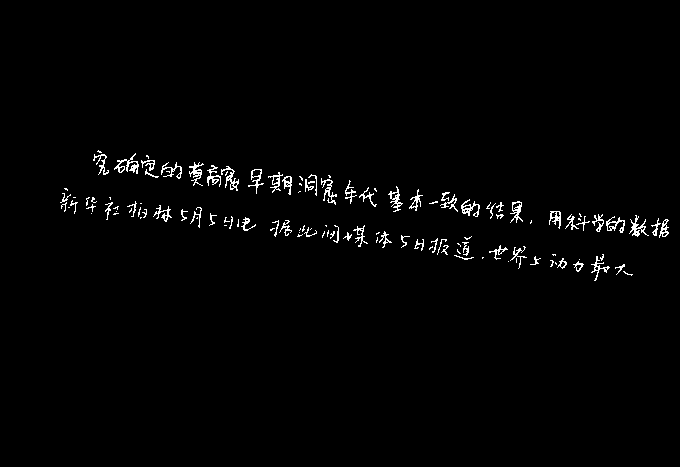 究确定的莫高窟早期洞窟年代基本一致的结果，用科学的数据
新华社柏林5月5日电 据此间媒体5日报道，世界上动力最大